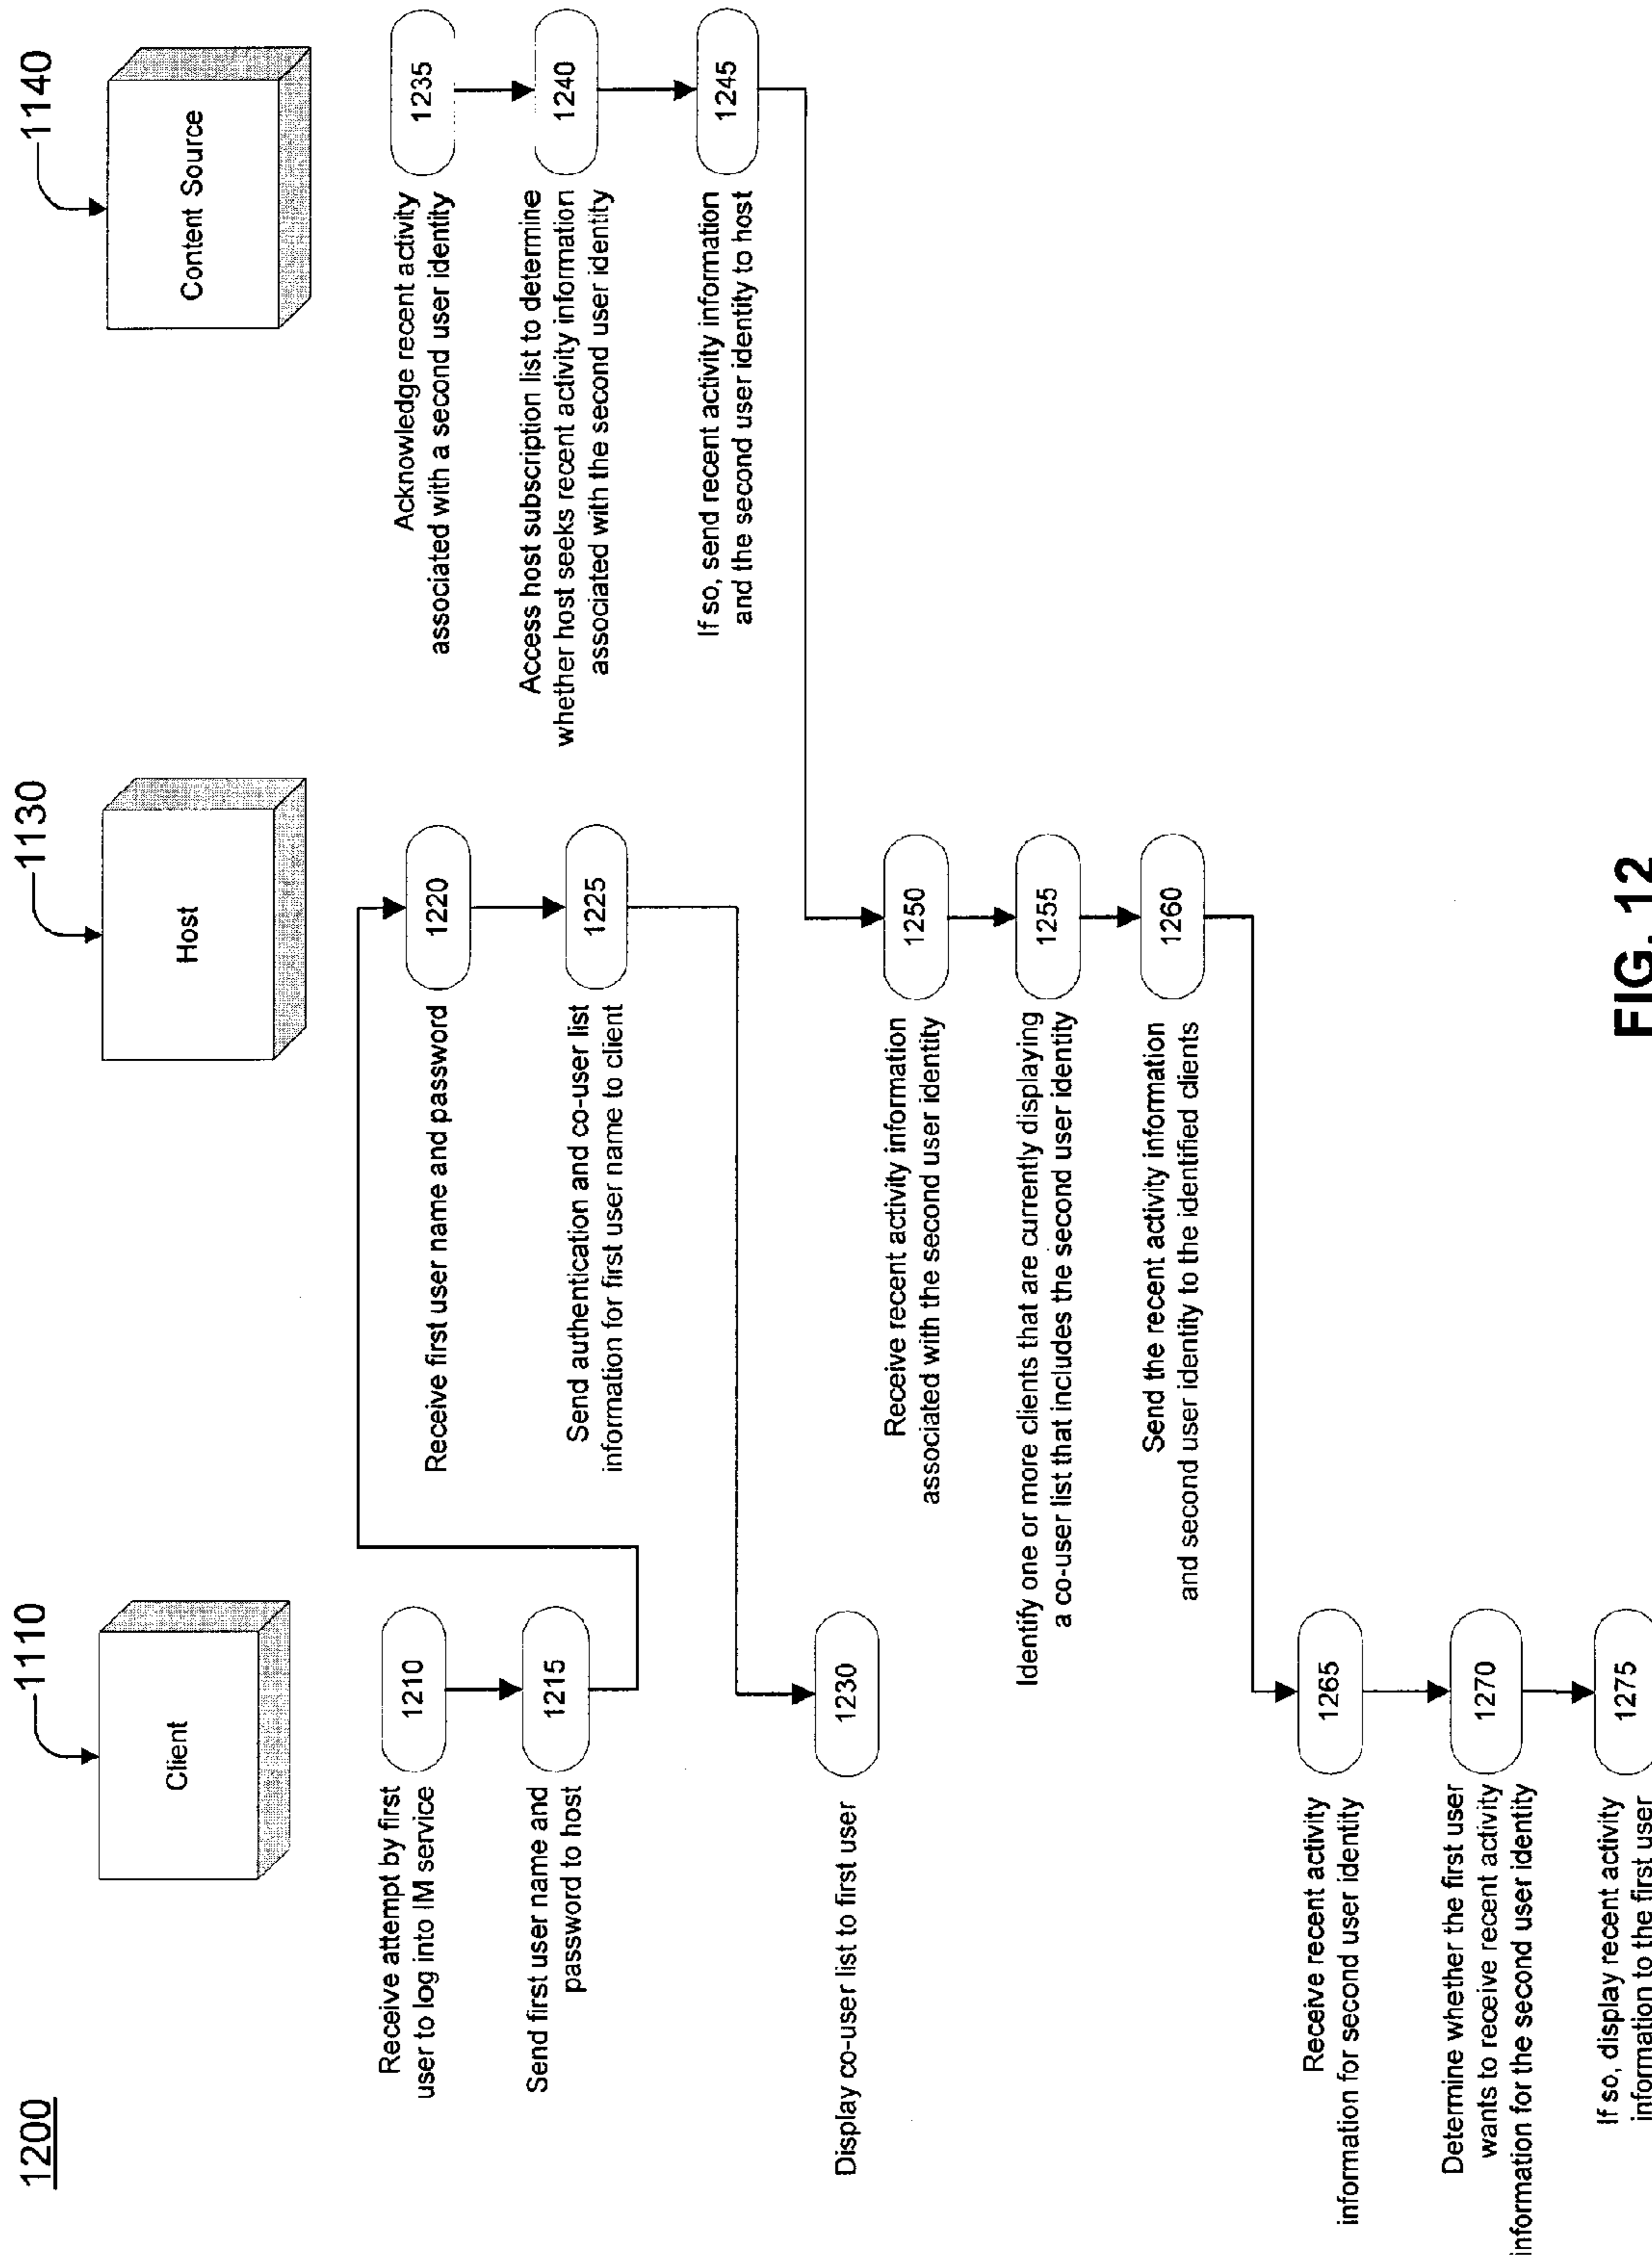 1200
1110
Client
1130
Host
1140
Content Source
Receive attempt by first
user to log into IM service
1210
Send first user name and
password to host
1215
Receive first user name and password
1220
Send authentication and co-user list
information for first user name to client
1225
Display co-user list to first user
1230
Acknowledge recent activity
associated with a second user identity
1235
Access host subscription list to determine
whether host seeks recent activity information
associated with the second user identity
1240
If so, send recent activity information
and the second user identity to host
1245
Receive recent activity information
associated with the second user identity
1250
Identify one or more clients that are currently displaying
a co-user list that includes the second user identity
1255
Send the recent activity information
and second user identity to the identified clients
1260
Receive recent activity
information for second user identity
1265
Determine whether the first user
wants to receive recent activity
information for the second user identity
1270
If so, display recent activity
information to the first user
1275
FIG. 12